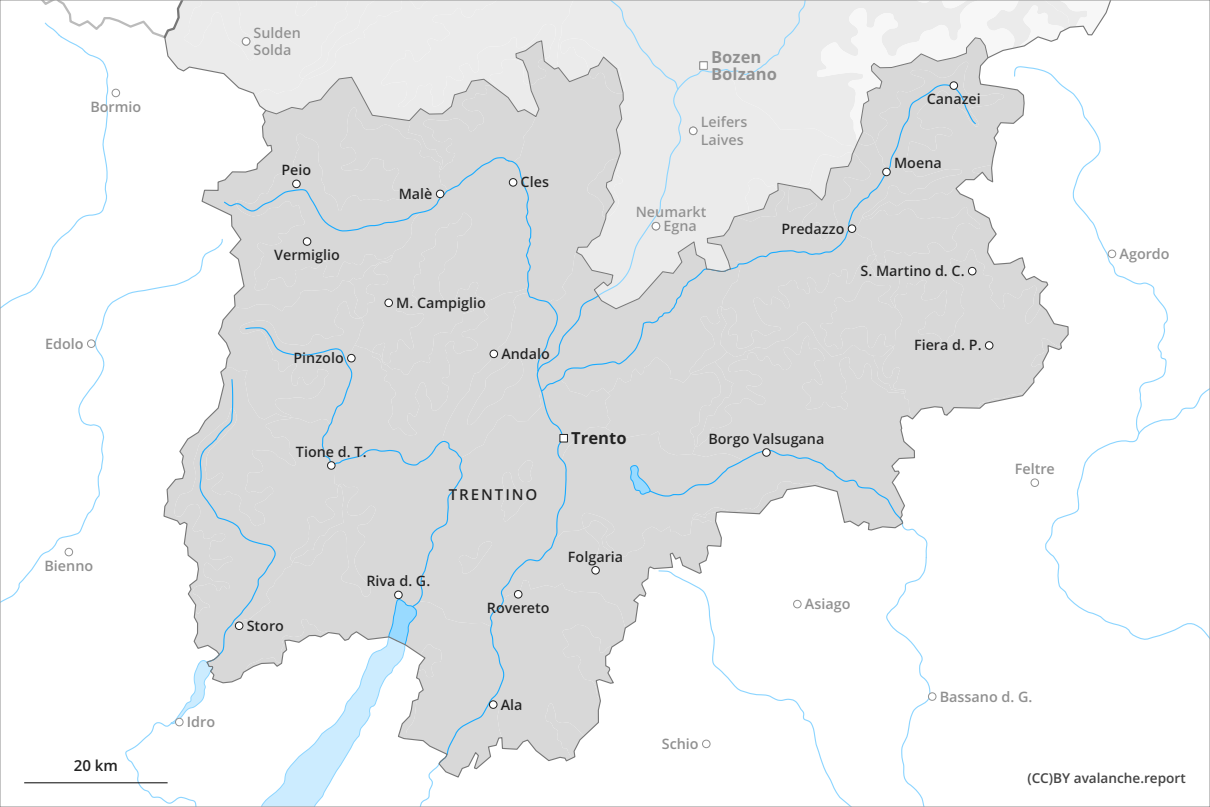 Sulden
Solda
Bozen
Bolzano
Bormio
Canazei
Leifers
Laives
Moena
Peio
Malè
Cles
Neumarkt
Egna
Predazzo
Vermiglio
Agordo
S. Martino d. C.
M. Campiglio
Edolo
Pinzolo
Andalo
Fiera d. P.
Trento
Borgo Valsugana
Tione d. T.
Feltre
TRENTINO
Bienno
Folgaria
Riva d. G.
Rovereto
Asiago
Storo
Bassano d. G.
Ala
Idro
Schio
20 km
(CC)BY avalanche.report